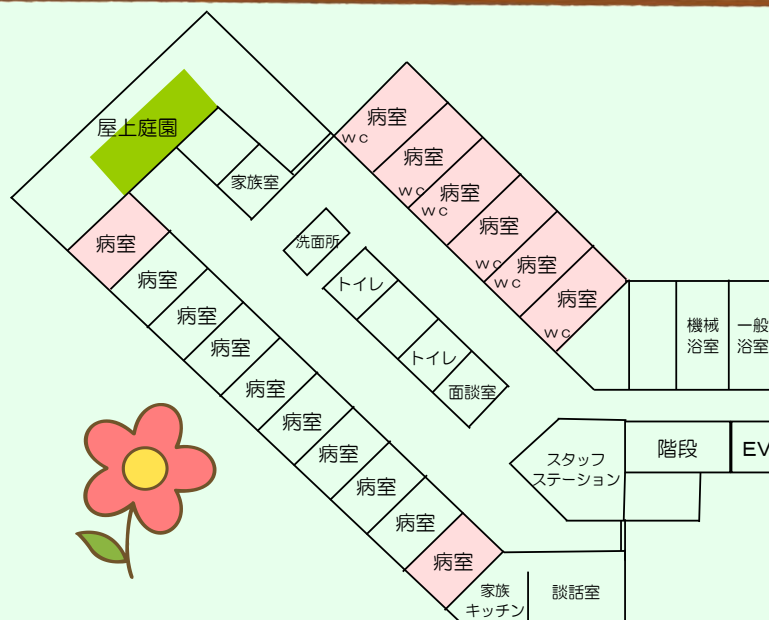 屋上庭園
家族室
病室
wc
病室
wc
病室
wc
病室
wc
病室
wc
病室
wc
洗面所
トイレ
トイレ
面談室
病室
病室
病室
病室
病室
病室
病室
病室
病室
病室
機械
浴室
一般
浴室
スタッフ
ステーション
階段
EV
家族
キッチン
談話室